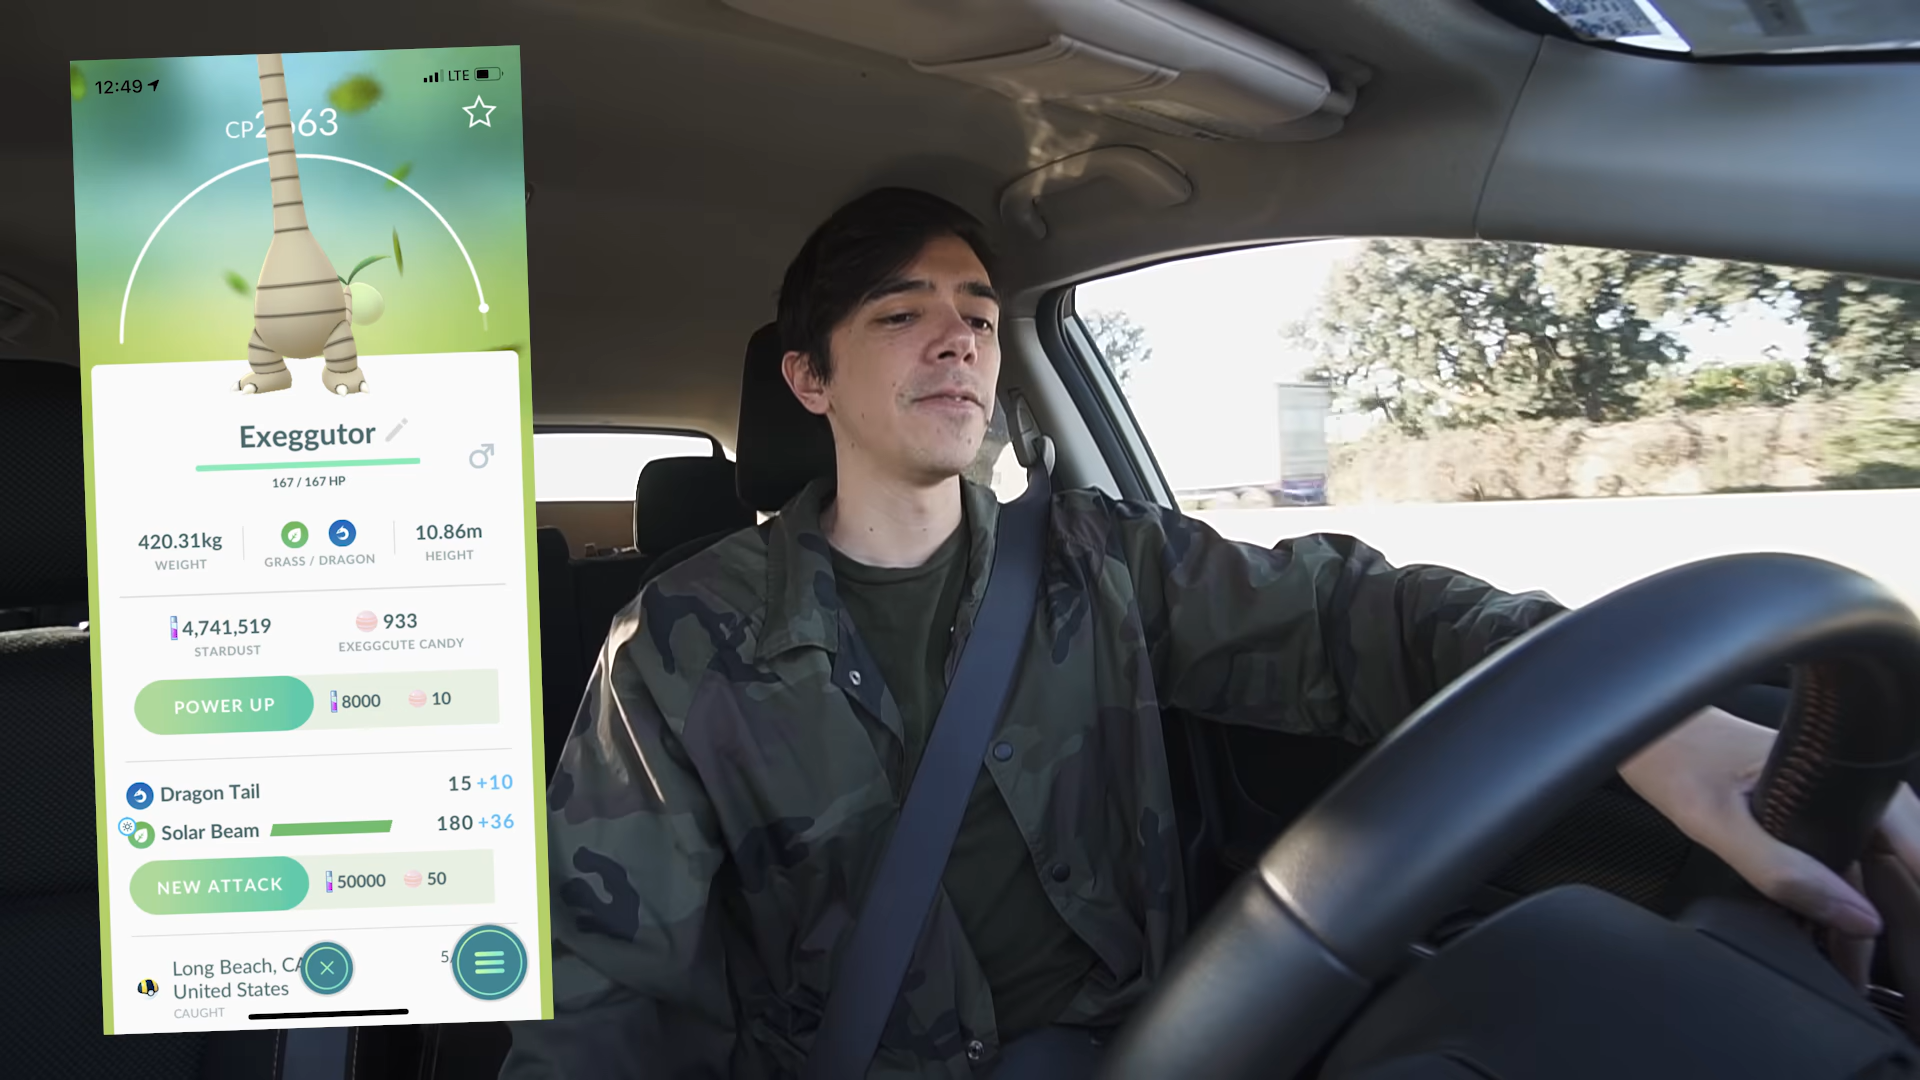 12:49
LTE
CP2663
Exeggutor
167 / 167 HP
420.31kg
WEIGHT
GRASS / DRAGON
10.86m
HEIGHT
4,741,519
STARDUST
933
EXEGGCUTE CANDY
POWER UP
8000
10
Dragon Tail
15 +10
Solar Beam
180 +36
NEW ATTACK
50000
50
Long Beach, CA
United States
CAUGHT